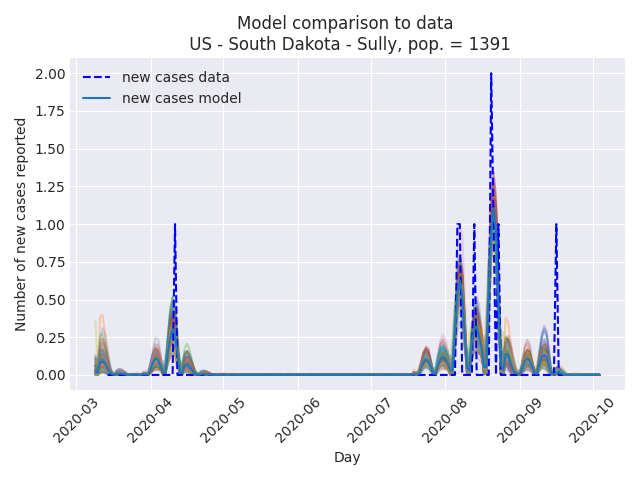 Model comparison to data
US - South Dakota - Sully, pop. = 1391
new cases data
new cases model
Number of new cases reported
2.00
1.75
1.50
1.25
1.00
0.75
0.50
0.25
0.00
2020-03
2020-04
2020-05
2020-06
2020-07
2020-08
2020-09
2020-10
Day